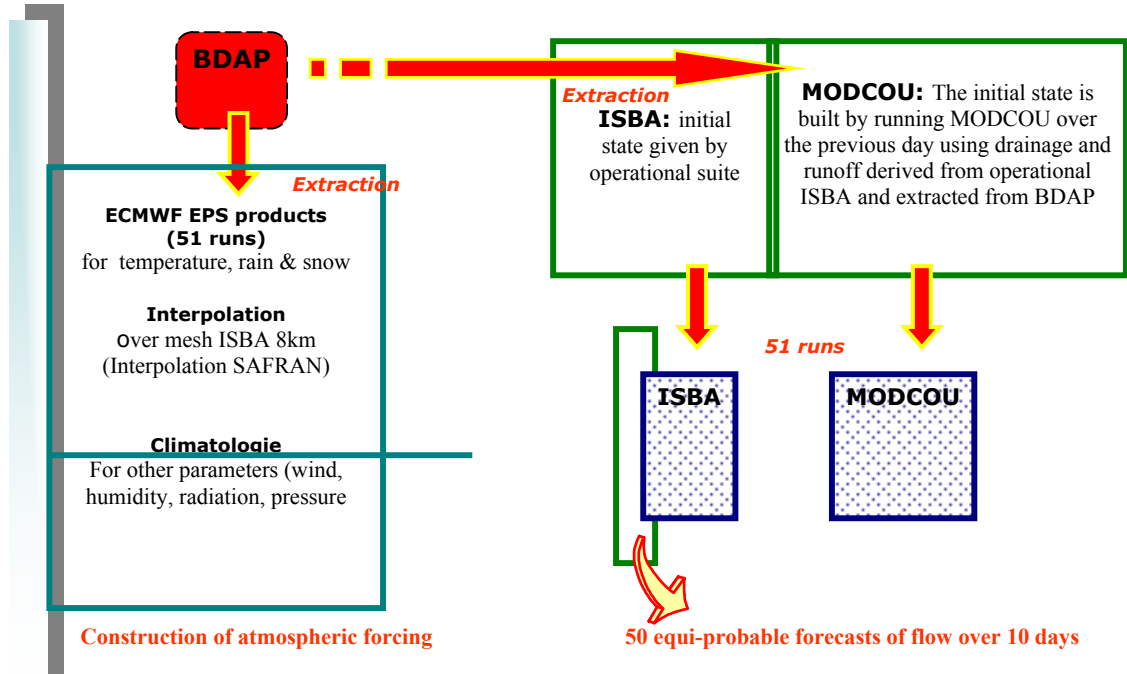 BDAP
Extraction
ECMWF EPS products
(51 runs)
for temperature, rain & snow
Interpolation
over mesh ISBA 8km
(Interpolation SAFRAN)
Climatologie
For other parameters (wind,
humidity, radiation, pressure
Construction of atmospheric forcing
Extraction
ISBA: initial
state given by
operational suite
MODCOU: The initial state is
built by running MODCOU over
the previous day using drainage and
runoff derived from operational
ISBA and extracted from BDAP
51 runs
ISBA
MODCOU
50 equi-probable forecasts of flow over 10 days